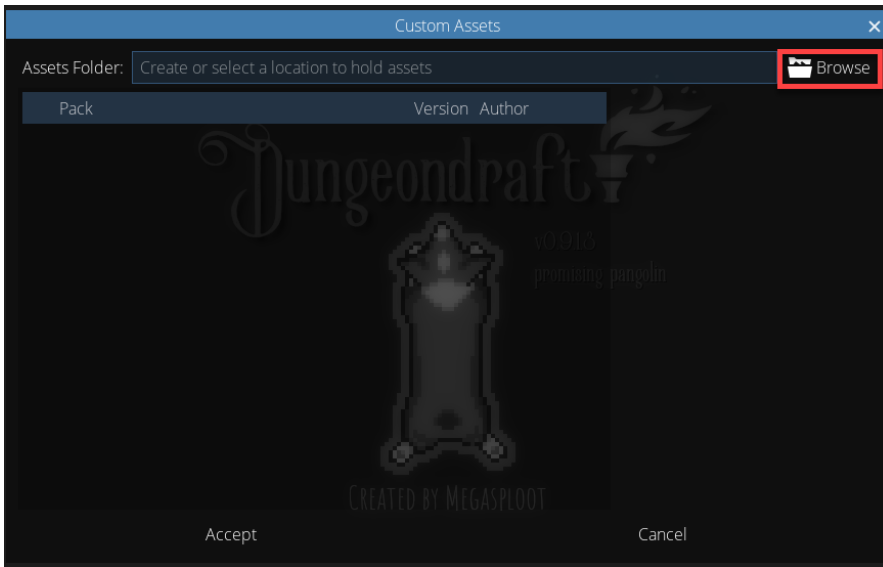 Custom Assets ×
Assets Folder: Create or select a location to hold assets Browse
Pack Version Author
Dungeondraft
v0.9.1.5
promising pangolin
CREATED BY MEGASPLOOT
Accept Cancel